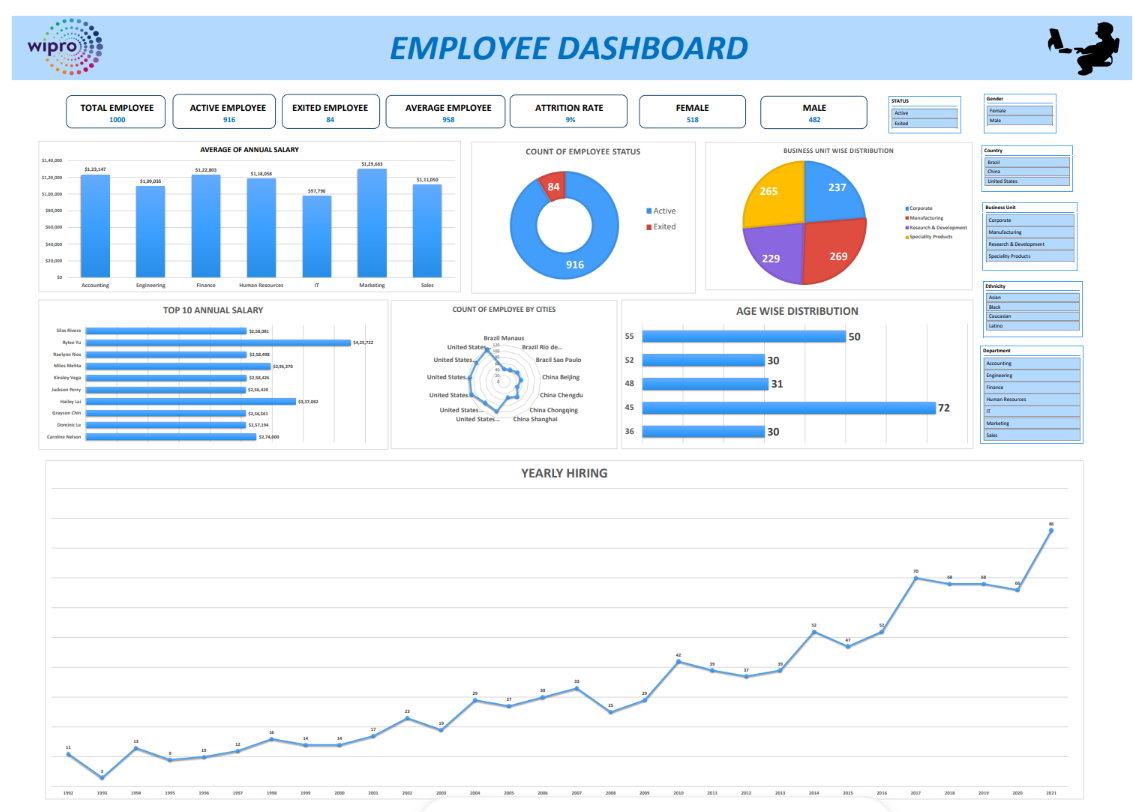 wipro
EMPLOYEE DASHBOARD
TOTAL EMPLOYEE
1000
ACTIVE EMPLOYEE
916
EXITED EMPLOYEE
84
AVERAGE EMPLOYEE
958
ATTRITION RATE
9%
FEMALE
518
MALE
482
STATUS
Active
Exited
Gender
Female
Male
AVERAGE OF ANNUAL SALARY
$1,40,000
$1,20,000
$1,00,000
$80,000
$60,000
$40,000
$20,000
$0
$1,23,147
$1,09,035
$1,22,803
$1,18,058
$97,790
$1,11,050
Accounting
Engineering
Finance
Human Resources
IT
Marketing
Sales
COUNT OF EMPLOYEE STATUS
84
916
Active
Exited
BUSINESS UNIT WISE DISTRIBUTION
265
237
229
269
Corporate
Manufacturing
Research & Development
Speciality Products
Country
Brazil
China
United States
Business Unit
Corporate
Manufacturing
Research & Development
Speciality Products
Ethnicity
Asian
Black
Caucasian
Latino
Department
Accounting
Engineering
Finance
Human Resources
IT
Marketing
Sales
TOP 10 ANNUAL SALARY
Silas Rivera
Rylee Yu
Raelynn Rios
Miles Mehta
Kinsley Vega
Jackson Perry
Hailey Lai
Grayson Chin
Dominic Le
Caroline Nelson
$2,58,081
$4,25,722
$2,58,498
$2,96,270
$2,58,426
$2,56,420
$2,56,561
$2,57,194
$2,74,000
COUNT OF EMPLOYEE BY CITIES
Brazil Manaus
Brazil Rio de...
Brazil Sao Paulo
China Beijing
China Chengdu
China Chongqing
China Shanghai
United States...
United States...
United States...
United States...
United States...
United States...
120
100
80
60
40
20
0
AGE WISE DISTRIBUTION
55
50
52
30
48
31
45
72
36
30
YEARLY HIRING
11
3
13
9
10
12
16
14
14
17
23
19
29
27
30
33
25
29
42
39
37
39
52
47
52
70
68
68
66
86
1992
1993
1994
1995
1996
1997
1998
1999
2000
2001
2002
2003
2004
2005
2006
2007
2008
2009
2010
2011
2012
2013
2014
2015
2016
2017
2018
2019
2020
2021